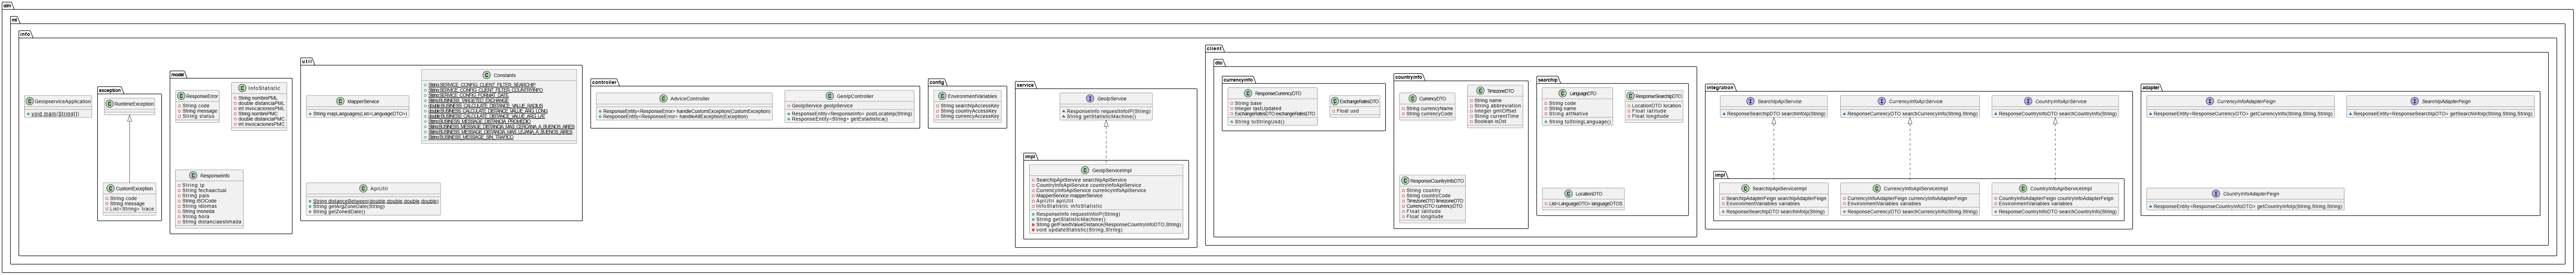 com
ml
info
GeoipserviceApplication
void main(String[])
exception
RuntimeException
CustomException
String code
String message
List<String> trace
model
ResponseError
String code
String message
String status
InfoStatistic
String nombrePML
double distanciaPML
int invocacionesPML
String nombrePMC
double distanciaPMC
int invocacionesPMC
ResponseInfo
String ip
String fechaactual
String pais
String iSOCode
String idiomas
String moneda
String hora
String distanciaestimada
util
MapperService
String mapLanguages(List<LanguageDTO>)
Constants
String SERVICE_CONFIG_CLIENT_FILTER_SEARCHIP
String SERVICE_CONFIG_CLIENT_FILTER_COUNTRYINFO
String SERVICE_CONFIG_FORMAT_DATE
String BUSINESS_TARGETED_EXCHANGE
double BUSINESS_CALCULATE_DISTANCE_VALUE_RADIUS
double BUSINESS_CALCULATE_DISTANCE_VALUE_ARG_LONG
double BUSINESS_CALCULATE_DISTANCE_VALUE_ARG_LAT
String BUSINESS_MESSAGE_DISTANCIA_PROMEDIO
String BUSINESS_MESSAGE_DISTANCIA_MAS_CERCANA_A_BUENOS_AIRES
String BUSINESS_MESSAGE_DISTANCIA_MAS_LEJANA_A_BUENOS_AIRES
String BUSINESS_MESSAGE_SIN_TRAFICO
ApiUtil
String distanceBetween(double,double,double,double)
String getArgZoneDate(String)
String getZonedDate()
controller
AdviceController
ResponseEntity<ResponseError> handleCustomException(CustomException)
ResponseEntity<ResponseError> handleAllException(Exception)
GeoIpController
GeoIpService geoIpService
ResponseEntity<ResponseInfo> postLocateIp(String)
ResponseEntity<String> getEstadistica()
config
EnvironmentVariables
String searchIpAccessKey
String countryAccessKey
String currencyAccessKey
service
GeoIpService
ResponseInfo requestInfoIP(String)
String getStatisticMachine()
impl
GeoIpServiceImpl
SearchIpApiService searchIpApiService
CountryInfoApiService countryInfoApiService
CurrencyInfoApiService currencyInfoApiService
MapperService mapperService
ApiUtil apiUtil
InfoStatistic infoStatistic
ResponseInfo requestInfoIP(String)
String getStatisticMachine()
String getFixedValueDistance(ResponseCountryInfoDTO,String)
void updateStatistic(String,String)
client
dto
currencyinfo
ResponseCurrencyDTO
String base
Integer lastUpdated
ExchangeRatesDTO exchangeRatesDTO
String toStringUsd()
ExchangeRatesDTO
Float usd
countryinfo
CurrencyDTO
String currencyName
String currencyCode
TimezoneDTO
String name
String abbreviation
Integer gmtOffset
String currentTime
Boolean isDst
ResponseCountryInfoDTO
String country
String countryCode
TimezoneDTO timezoneDTO
CurrencyDTO currencyDTO
Float latitude
Float longitude
searchip
LanguageDTO
String code
String name
String attNative
String toStringLanguage()
ResponseSearchIpDTO
LocationDTO location
Float latitude
Float longitude
LocationDTO
List<LanguageDTO> languageDTOS
integration
SearchIpApiService
ResponseSearchIpDTO searchInfoIp(String)
CurrencyInfoApiService
ResponseCurrencyDTO searchCurrencyInfo(String,String)
CountryInfoApiService
ResponseCountryInfoDTO searchCountryInfo(String)
impl
SearchIpApiServiceImpl
SearchIpAdapterFeign searchIpAdapterFeign
EnvironmentVariables variables
ResponseSearchIpDTO searchInfoIp(String)
CurrencyInfoApiServiceImpl
CurrencyInfoAdapterFeign currencyInfoAdapterFeign
EnvironmentVariables variables
ResponseCurrencyDTO searchCurrencyInfo(String,String)
CountryInfoApiServiceImpl
CountryInfoAdapterFeign countryInfoAdapterFeign
EnvironmentVariables variables
ResponseCountryInfoDTO searchCountryInfo(String)
adapter
CurrencyInfoAdapterFeign
ResponseEntity<ResponseCurrencyDTO> getCurrencyInfo(String,String,String)
SearchIpAdapterFeign
ResponseEntity<ResponseSearchIpDTO> getSearchInfoIp(String,String,String)
CountryInfoAdapterFeign
ResponseEntity<ResponseCountryInfoDTO> getCountryInfoIp(String,String,String)